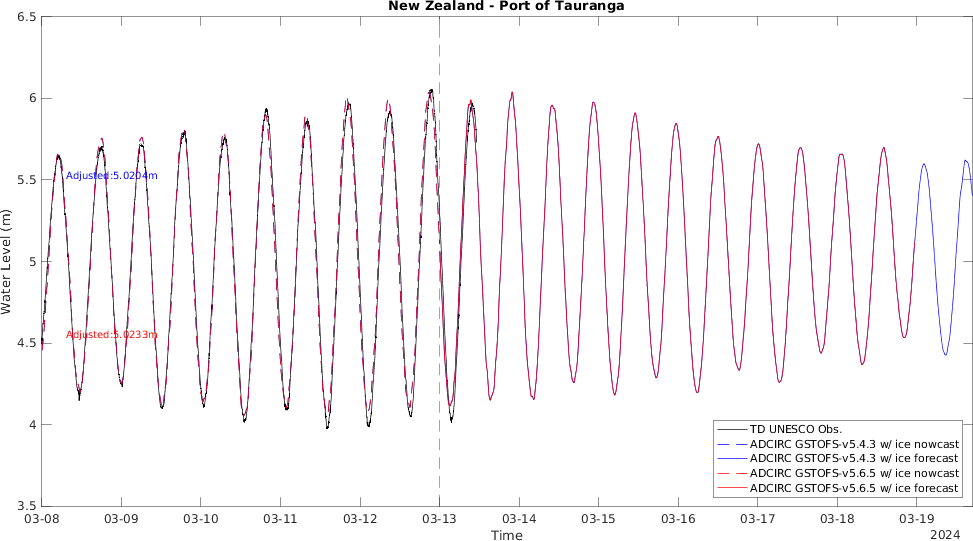 New Zealand - Port of Tauranga
6.5
6
5.5
5
4.5
4
3.5
Water Level (m)
Adjusted:5.0204m
Adjusted:5.0233m
TD UNESCO Obs.
ADCIRC GSTOFS-v5.4.3 w/ ice nowcast
ADCIRC GSTOFS-v5.4.3 w/ ice forecast
ADCIRC GSTOFS-v5.6.5 w/ ice nowcast
ADCIRC GSTOFS-v5.6.5 w/ ice forecast
03-08 03-09 03-10 03-11 03-12 03-13 03-14 03-15 03-16 03-17 03-18 03-19
Time
2024